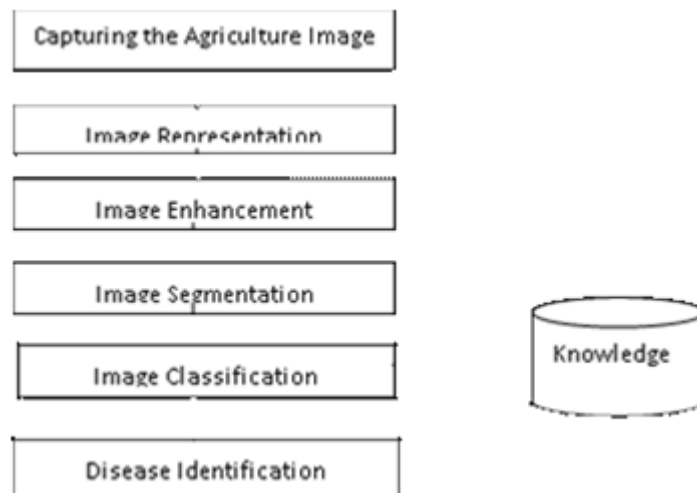 Capturing the Agriculture Image
Image Representation
Image Enhancement
Image Segmentation
Image Classification
Knowledge
Disease Identification